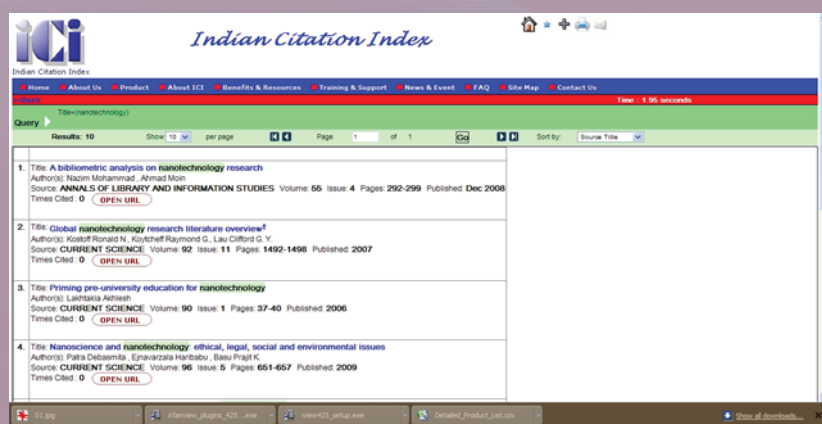 iCi
Indian Citation Index
Indian Citation Index
Home About Us Product About ICI Benefits & Resources Training & Support News & Event FAQ Site Map Contact Us
<<Back Time : 1.95 seconds
Title=(nanotechnology)
Query
Results: 10 Show 10 per page Page 1 of 1 Go Sort by: Source Title
1. Title: A bibliometric analysis on nanotechnology research
Author(s): Nazim Mohammad , Ahmad Moin
Source: ANNALS OF LIBRARY AND INFORMATION STUDIES Volume: 55 Issue: 4 Pages: 292-299 Published: Dec 2008
Times Cited : 0 OPEN URL
2. Title: Global nanotechnology research literature overview‡
Author(s): Kostoff Ronald N., Koytcheff Raymond G., Lau Clifford G. Y.
Source: CURRENT SCIENCE Volume: 92 Issue: 11 Pages: 1492-1498 Published: 2007
Times Cited : 0 OPEN URL
3. Title: Priming pre-university education for nanotechnology
Author(s): Lakhtakia Akhlesh
Source: CURRENT SCIENCE Volume: 90 Issue: 1 Pages: 37-40 Published: 2006
Times Cited : 0 OPEN URL
4. Title: Nanoscience and nanotechnology: ethical, legal, social and environmental issues
Author(s): Patra Debasmita , Ejnavarzala Haribabu , Basu Prajit K.
Source: CURRENT SCIENCE Volume: 96 Issue: 5 Pages: 651-657 Published: 2009
Times Cited : 0 OPEN URL
01.jpg irfanview_plugins_425....exe iview425_setup.exe Detailed_Product_List.csv Show all downloads...